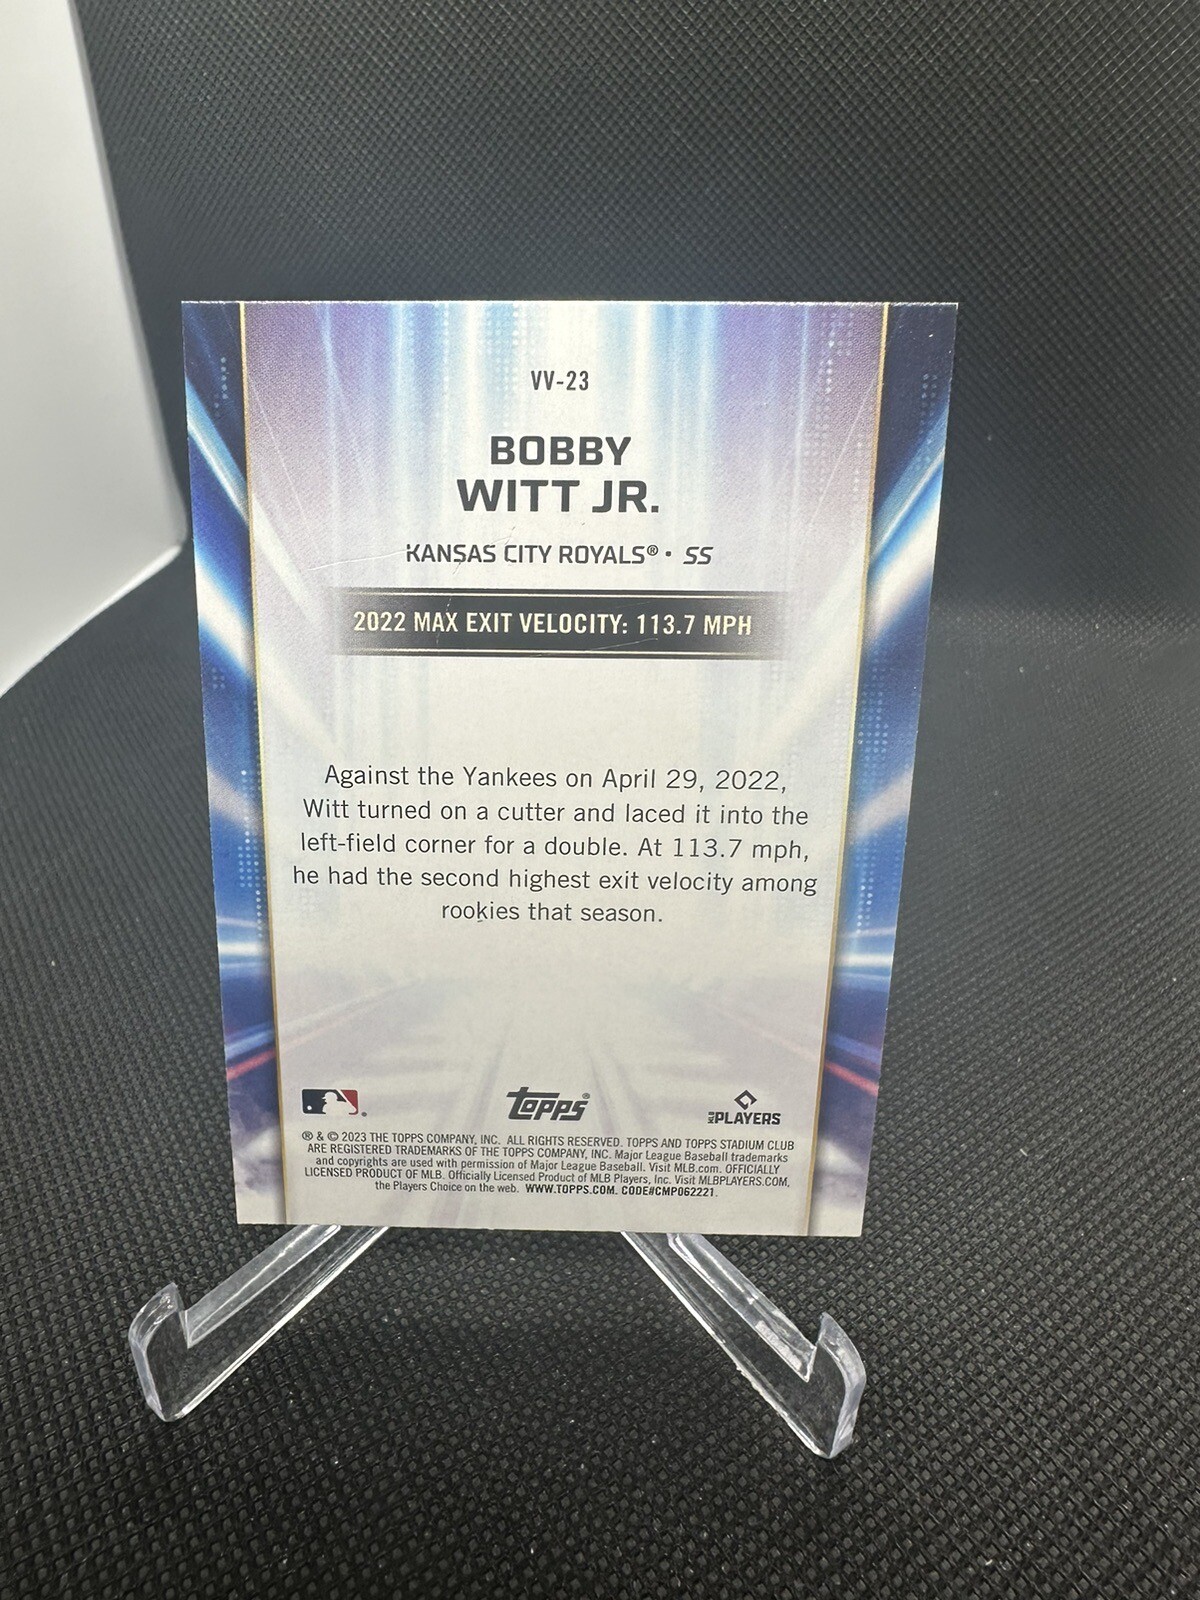 VV-23
BOBBY
WITT JR.
KANSAS CITY ROYALS® • SS
2022 MAX EXIT VELOCITY: 113.7 MPH
Against the Yankees on April 29, 2022,
Witt turned on a cutter and laced it into the
left-field corner for a double. At 113.7 mph,
he had the second highest exit velocity among
rookies that season.
topps®
MLB PLAYERS
® & © 2023 THE TOPPS COMPANY, INC. ALL RIGHTS RESERVED. TOPPS AND TOPPS STADIUM CLUB
ARE REGISTERED TRADEMARKS OF THE TOPPS COMPANY, INC. Major League Baseball trademarks
and copyrights are used with permission of Major League Baseball. Visit MLB.com. OFFICIALLY
LICENSED PRODUCT OF MLB. Officially Licensed Product of MLB Players, Inc. Visit MLBPLAYERS.COM,
the Players Choice on the web. WWW.TOPPS.COM. CODE#CMP062221.